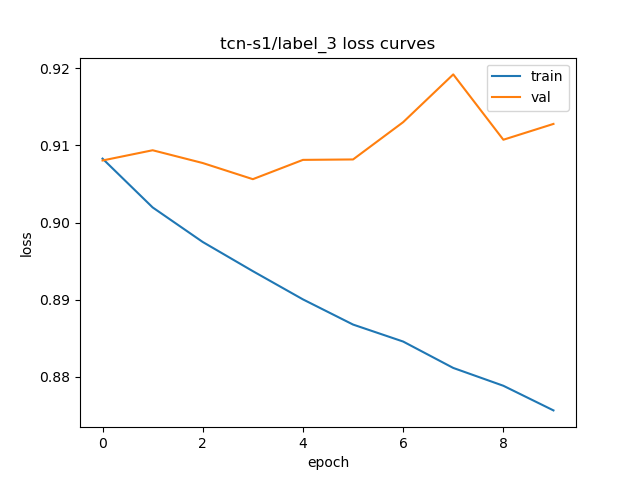 tcn-s1/label_3 loss curves
train
val
0.92
0.91
0.90
0.89
0.88
loss
0 2 4 6 8
epoch